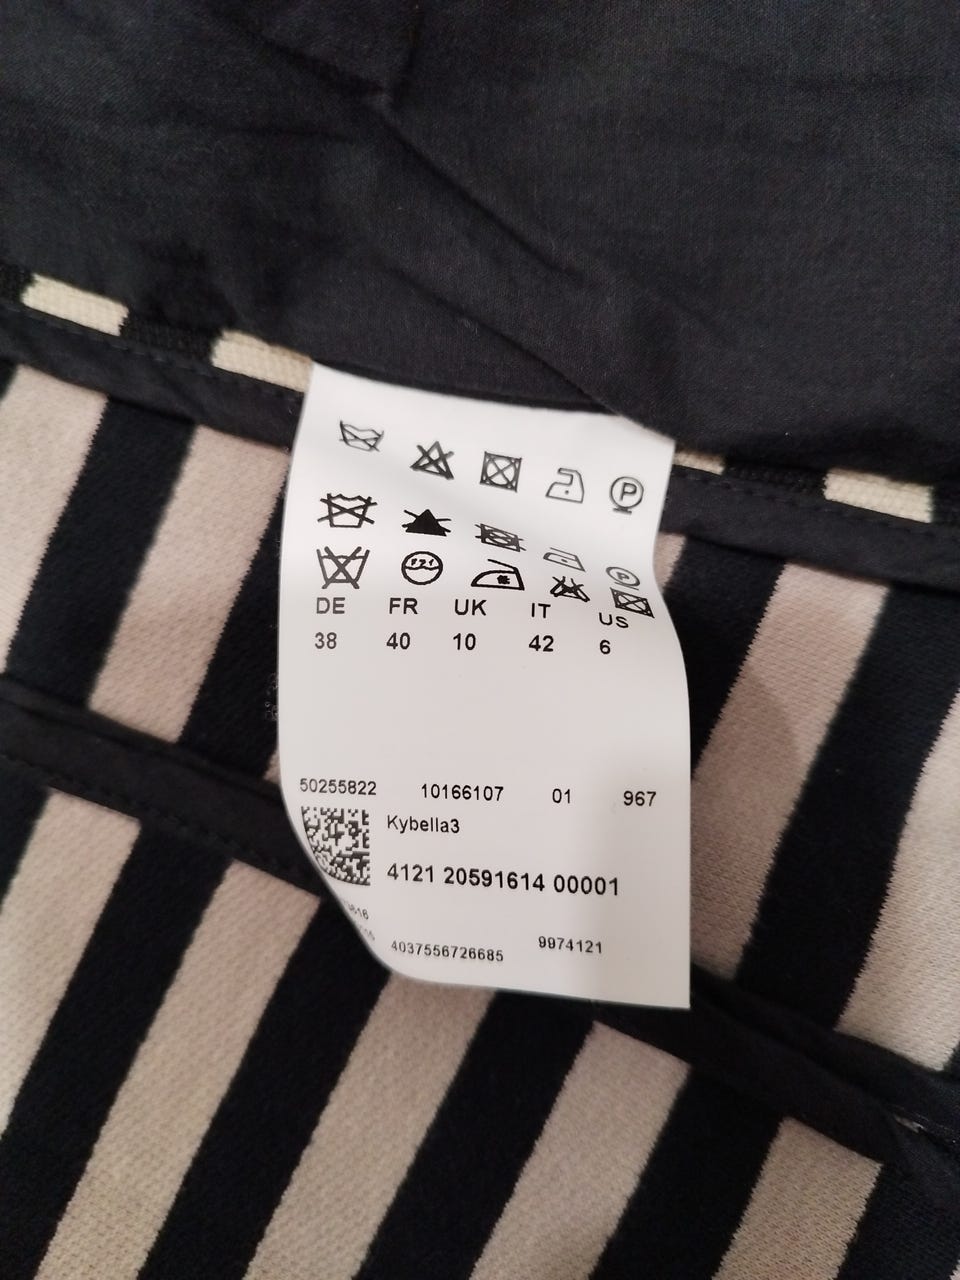 P
P
DE FR UK IT US
38 40 10 42 6
50255822 10166107 01 967
Kybella3
4121 20591614 00001
4037556726685 9974121